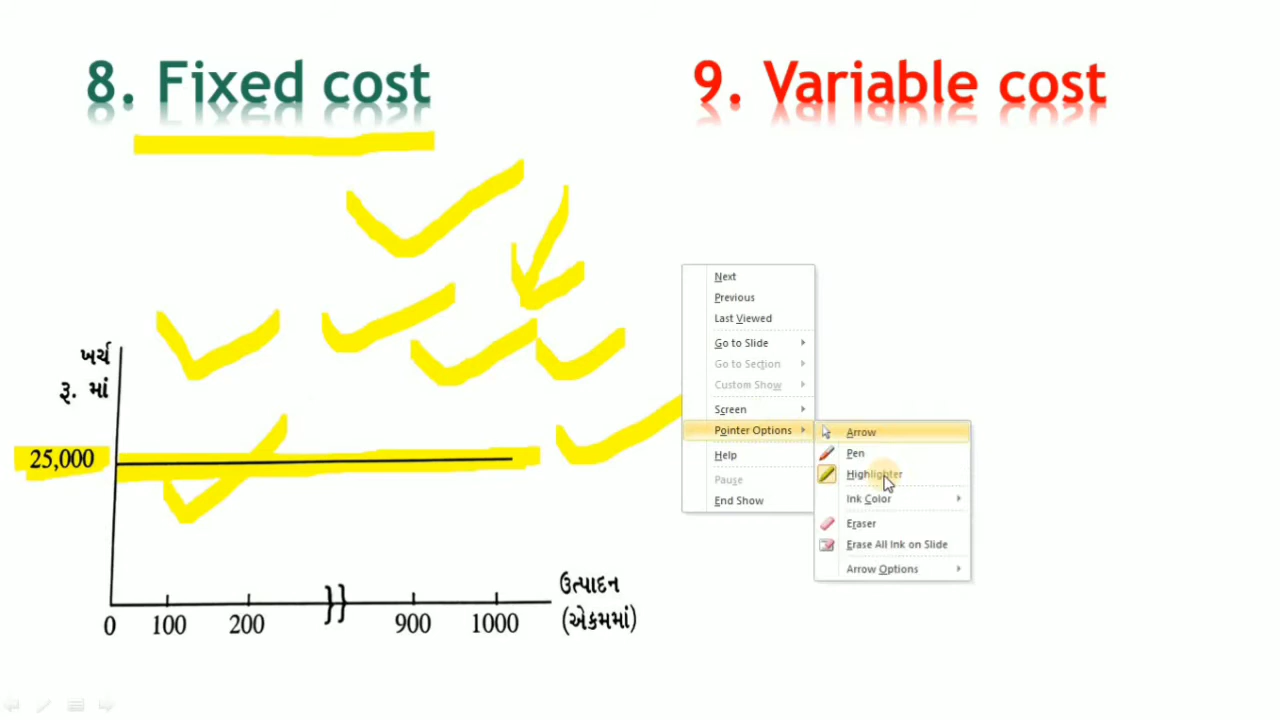 8. Fixed cost
9. Variable cost
ખર્ચ
રૂ. માં
25,000
0 100 200 900 1000
ઉત્પાદન
(એકમમાં)
Next
Previous
Last Viewed
Go to Slide
Go to Section
Custom Show
Screen
Pointer Options
Help
Pause
End Show
Arrow
Pen
Highlighter
Ink Color
Eraser
Erase All Ink on Slide
Arrow Options